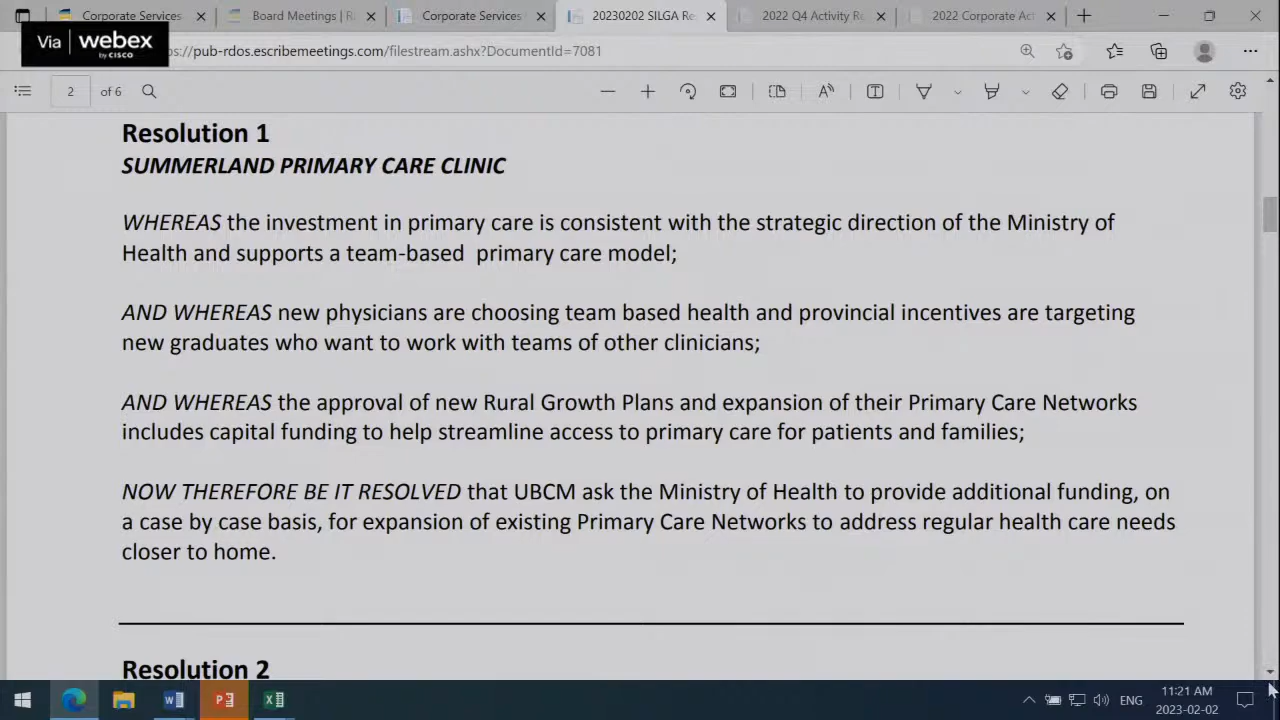 Corporate Services
Board Meetings | R
Corporate Services
20230202 SILGA Re
2022 Q4 Activity Re
2022 Corporate Act
Via webex
by CISCO
://pub-rdos.escribemeetings.com/filestream.ashx?DocumentId=7081
2 of 6
Resolution 1
SUMMERLAND PRIMARY CARE CLINIC
WHEREAS the investment in primary care is consistent with the strategic direction of the Ministry of
Health and supports a team-based primary care model;
AND WHEREAS new physicians are choosing team based health and provincial incentives are targeting
new graduates who want to work with teams of other clinicians;
AND WHEREAS the approval of new Rural Growth Plans and expansion of their Primary Care Networks
includes capital funding to help streamline access to primary care for patients and families;
NOW THEREFORE BE IT RESOLVED that UBCM ask the Ministry of Health to provide additional funding, on
a case by case basis, for expansion of existing Primary Care Networks to address regular health care needs
closer to home.
Resolution 2
ENG
11:21 AM
2023-02-02